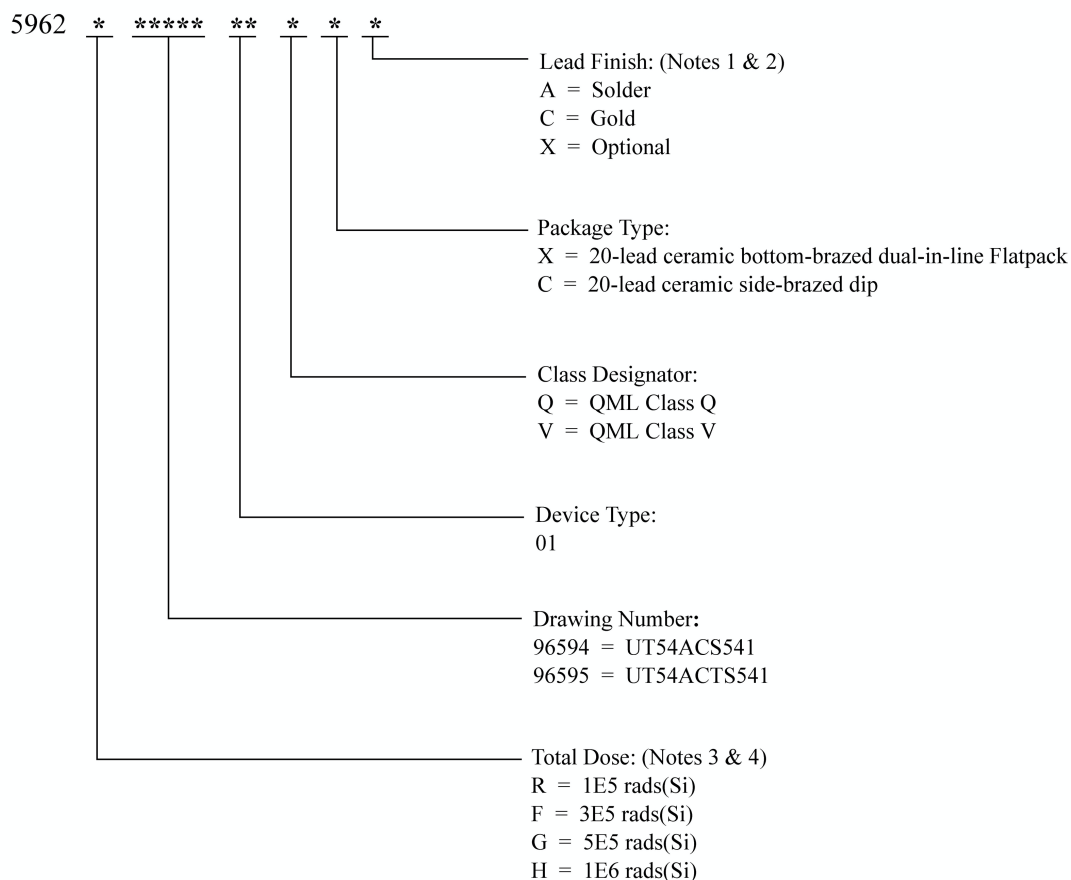 5962 * ***** ** * * *
Lead Finish: (Notes 1 & 2)
A = Solder
C = Gold
X = Optional
Package Type:
X = 20-lead ceramic bottom-brazed dual-in-line Flatpack
C = 20-lead ceramic side-brazed dip
Class Designator:
Q = QML Class Q
V = QML Class V
Device Type:
01
Drawing Number:
96594 = UT54ACS541
96595 = UT54ACTS541
Total Dose: (Notes 3 & 4)
R = 1E5 rads(Si)
F = 3E5 rads(Si)
G = 5E5 rads(Si)
H = 1E6 rads(Si)